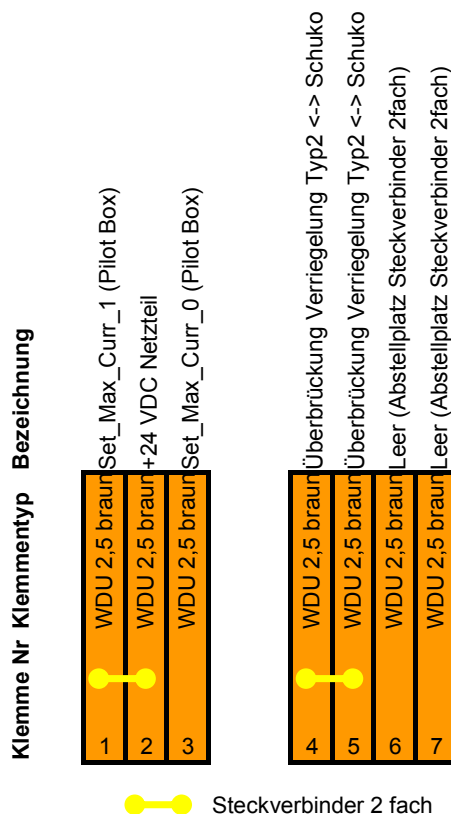 Klemme Nr Klemmentyp Bezeichnung
1 WDU 2,5 braun Set_Max_Curr_1 (Pilot Box)
2 WDU 2,5 braun +24 VDC Netzteil
3 WDU 2,5 braun Set_Max_Curr_0 (Pilot Box)
4 WDU 2,5 braun Überbrückung Verriegelung Typ2 <-> Schuko
5 WDU 2,5 braun Überbrückung Verriegelung Typ2 <-> Schuko
6 WDU 2,5 braun Leer (Abstellplatz Steckverbinder 2fach)
7 WDU 2,5 braun Leer (Abstellplatz Steckverbinder 2fach)
Steckverbinder 2 fach